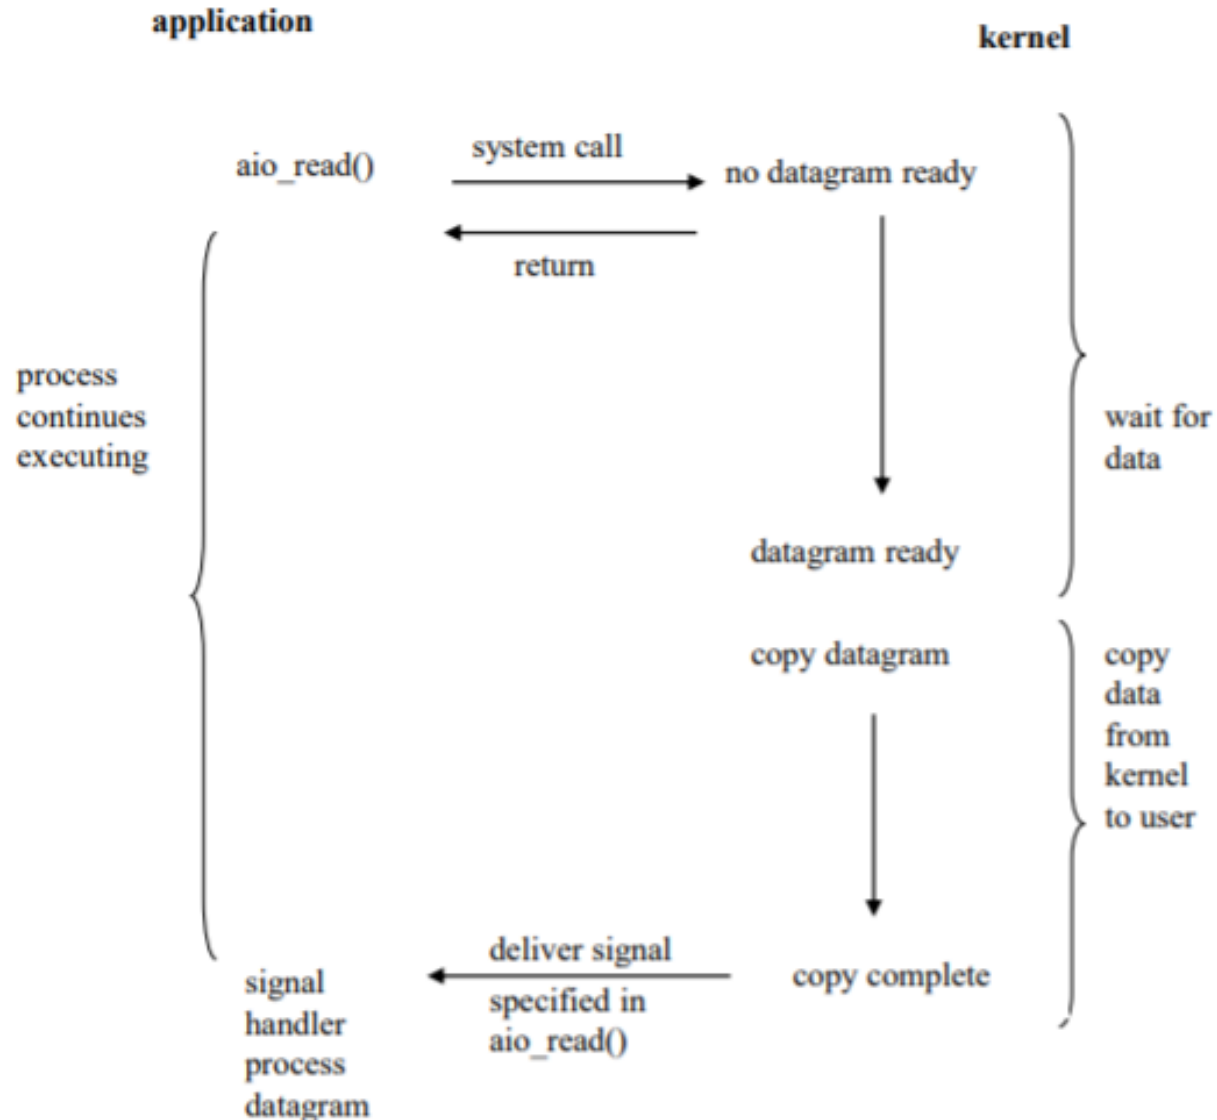 application
kernel
aio_read()
system call
no datagram ready
return
process
continues
executing
wait for
data
datagram ready
copy datagram
copy
data
from
kernel
to user
deliver signal
copy complete
specified in
aio_read()
signal
handler
process
datagram